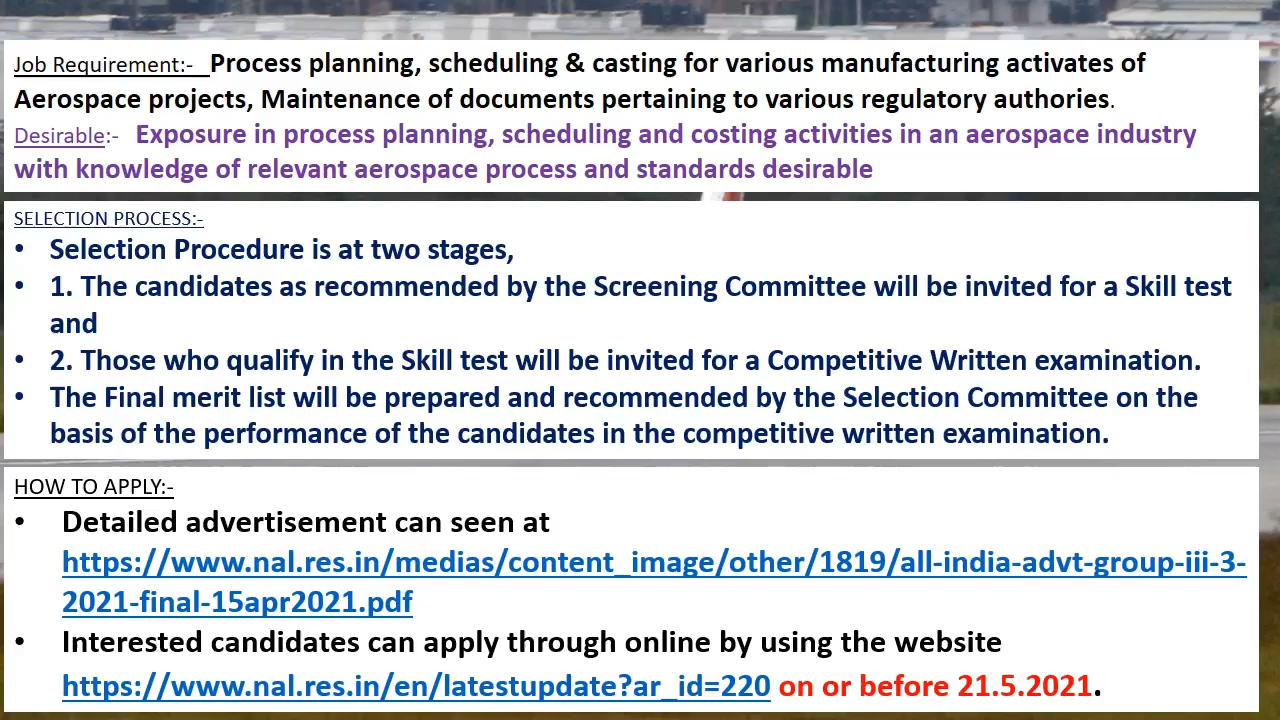 Job Requirement:- Process planning, scheduling & casting for various manufacturing activates of
Aerospace projects, Maintenance of documents pertaining to various regulatory authories.
Desirable:- Exposure in process planning, scheduling and costing activities in an aerospace industry
with knowledge of relevant aerospace process and standards desirable
SELECTION PROCESS:-
• Selection Procedure is at two stages,
• 1. The candidates as recommended by the Screening Committee will be invited for a Skill test
and
• 2. Those who qualify in the Skill test will be invited for a Competitive Written examination.
• The Final merit list will be prepared and recommended by the Selection Committee on the
basis of the performance of the candidates in the competitive written examination.
HOW TO APPLY:-
• Detailed advertisement can seen at
https://www.nal.res.in/medias/content_image/other/1819/all-india-advt-group-iii-3-
2021-final-15apr2021.pdf
• Interested candidates can apply through online by using the website
https://www.nal.res.in/en/latestupdate?ar_id=220 on or before 21.5.2021.